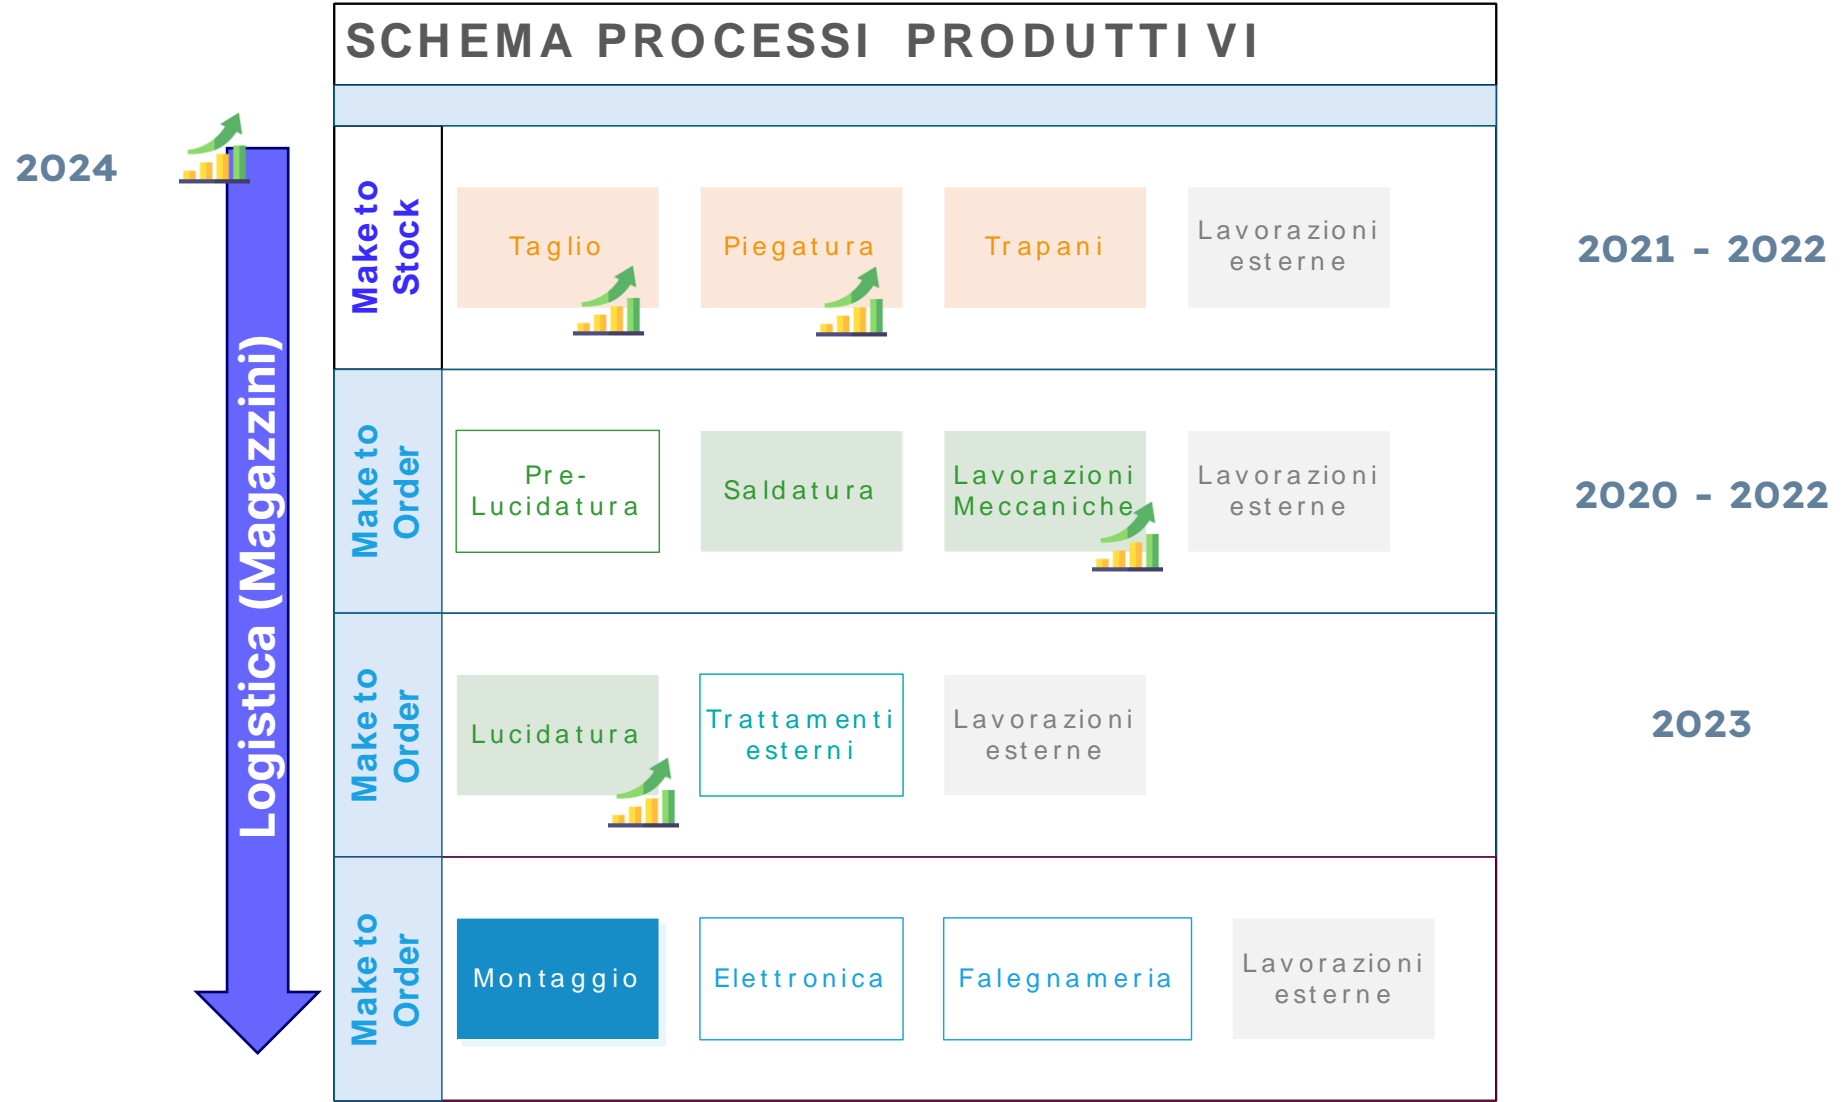 SCHEMA PROCESSI PRODUTTIVI
2024
Logistica (Magazzini)
Make to
Stock
Taglio
Piegatura
Trapani
Lavorazioni
esterne
2021 - 2022
Make to
Order
Pre-
Lucidatura
Saldatura
Lavorazioni
Meccaniche
Lavorazioni
esterne
2020 - 2022
Make to
Order
Lucidatura
Trattamenti
esterni
Lavorazioni
esterne
2023
Make to
Order
Montaggio
Elettronica
Falegnameria
Lavorazioni
esterne